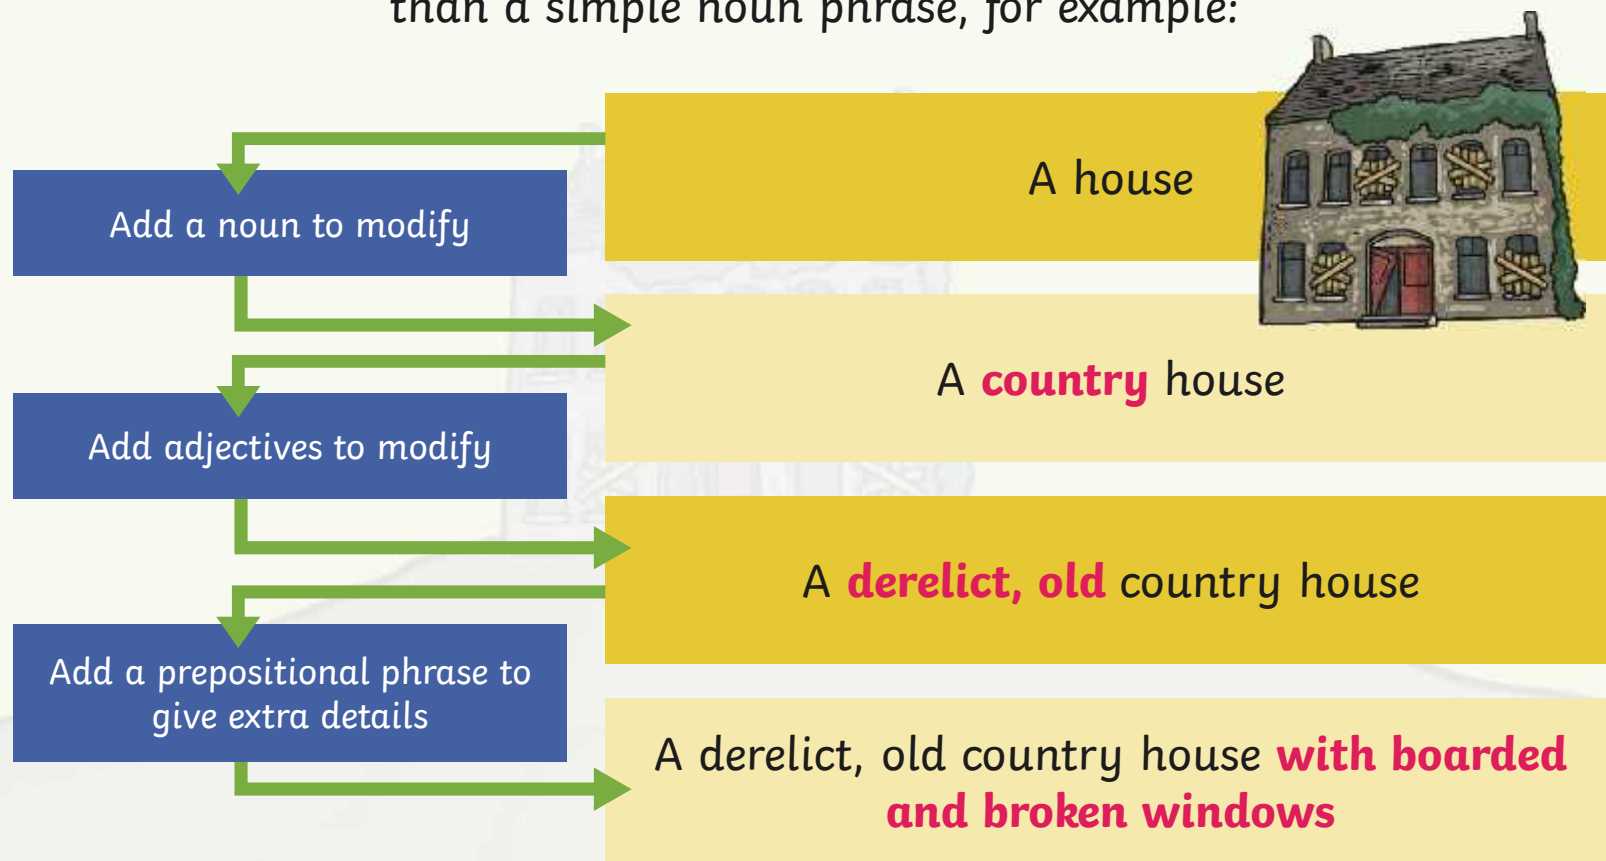 than a simple noun phrase, for example:
A house
Add a noun to modify
A country house
Add adjectives to modify
A derelict, old country house
Add a prepositional phrase to
give extra details
A derelict, old country house with boarded
and broken windows